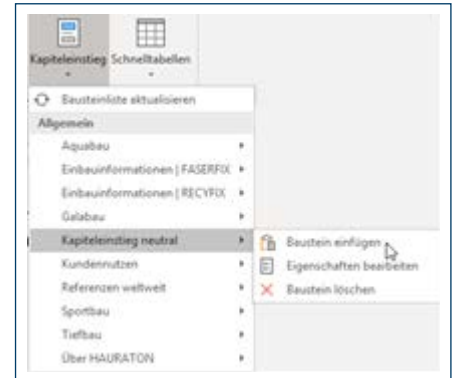 Kapiteleinstieg Schnelltabellen
Bausteinliste aktualisieren
Allgemein
Aquabau
Einbauinformationen | FASERFIX
Einbauinformationen | RECYFIX
Galabau
Kapiteleinstieg neutral
Baustein einfügen
Kundennutzen
Eigenschaften bearbeiten
Referenzen weltweit
Baustein löschen
Sportbau
Tiefbau
Über HAURATON